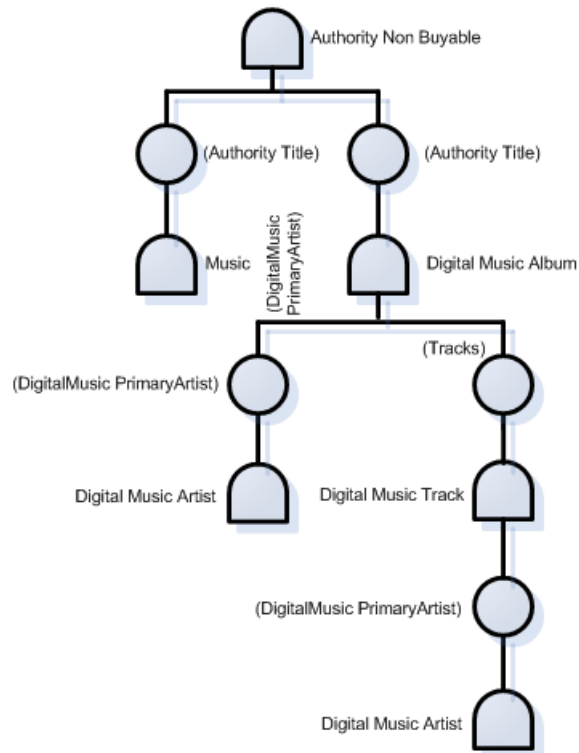 Authority Non Buyable
(Authority Title)
(Authority Title)
(DigitalMusic
PrimaryArtist)
Music
Digital Music Album
(Tracks)
(DigitalMusic PrimaryArtist)
Digital Music Artist
Digital Music Track
(DigitalMusic PrimaryArtist)
Digital Music Artist